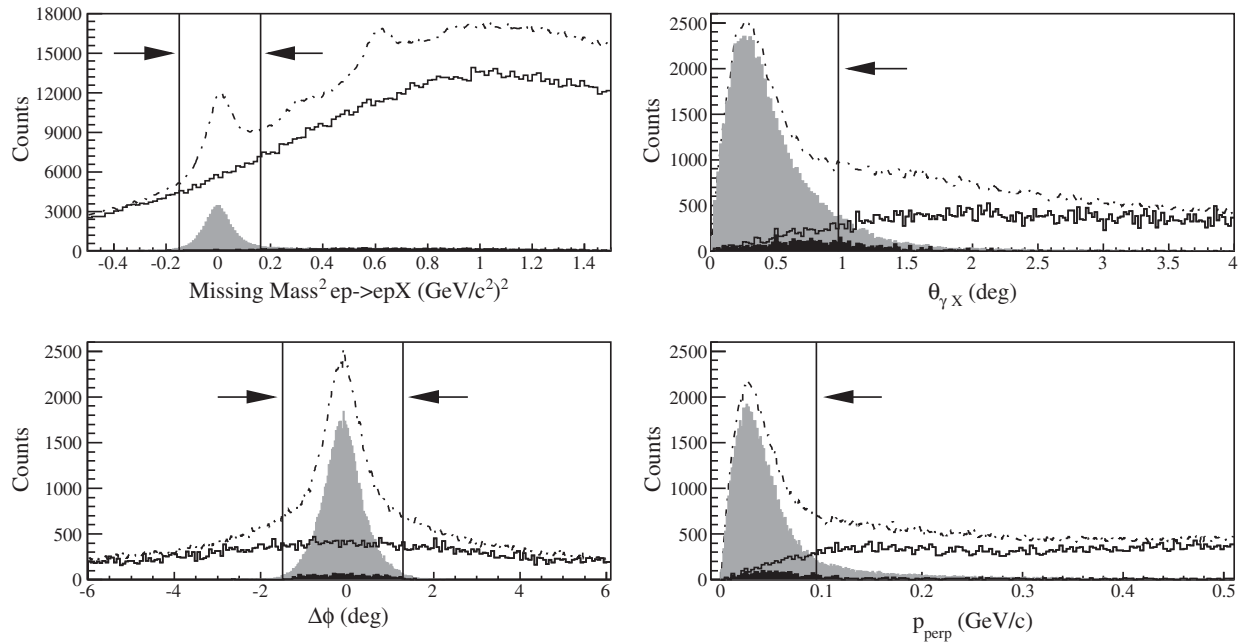 18000
15000
12000
9000
6000
3000
0
Counts
-0.4 -0.2 0 0.2 0.4 0.6 0.8 1 1.2 1.4
Missing Mass² ep->epX (GeV/c²)²
2500
2000
1500
1000
500
0
Counts
0 0.5 1 1.5 2 2.5 3 3.5 4
θγ X (deg)
2500
2000
1500
1000
500
0
Counts
-6 -4 -2 0 2 4 6
Δϕ (deg)
2500
2000
1500
1000
500
0
Counts
0 0.1 0.2 0.3 0.4 0.5
pperp (GeV/c)